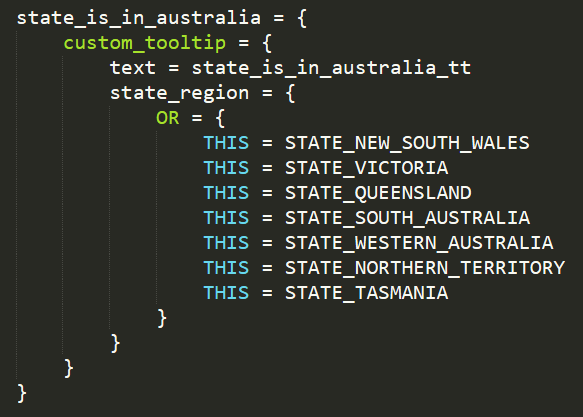 state_is_in_australia = {
    custom_tooltip = {
        text = state_is_in_australia_tt
        state_region = {
            OR = {
                THIS = STATE_NEW_SOUTH_WALES
                THIS = STATE_VICTORIA
                THIS = STATE_QUEENSLAND
                THIS = STATE_SOUTH_AUSTRALIA
                THIS = STATE_WESTERN_AUSTRALIA
                THIS = STATE_NORTHERN_TERRITORY
                THIS = STATE_TASMANIA
            }
        }
    }
}